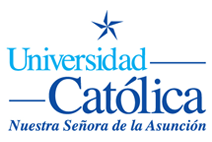 Universidad
Católica
Nuestra Señora de la Asunción